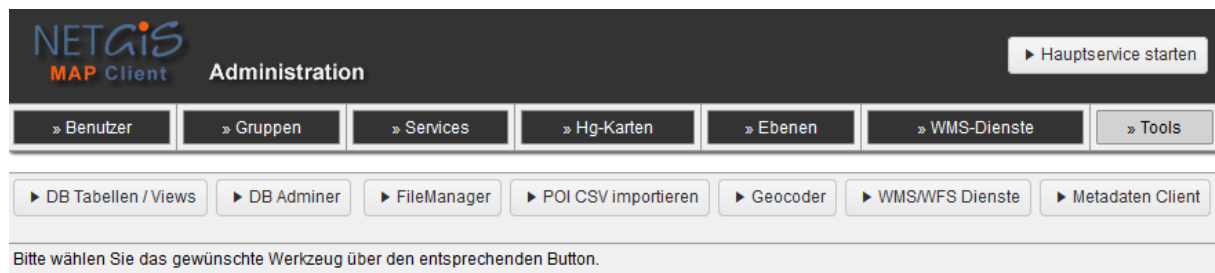 NETGiS
MAP Client
Administration
▶ Hauptservice starten
» Benutzer » Gruppen » Services » Hg-Karten » Ebenen » WMS-Dienste » Tools
▶ DB Tabellen / Views ▶ DB Adminer ▶ FileManager ▶ POI CSV importieren ▶ Geocoder ▶ WMS/WFS Dienste ▶ Metadaten Client
Bitte wählen Sie das gewünschte Werkzeug über den entsprechenden Button.